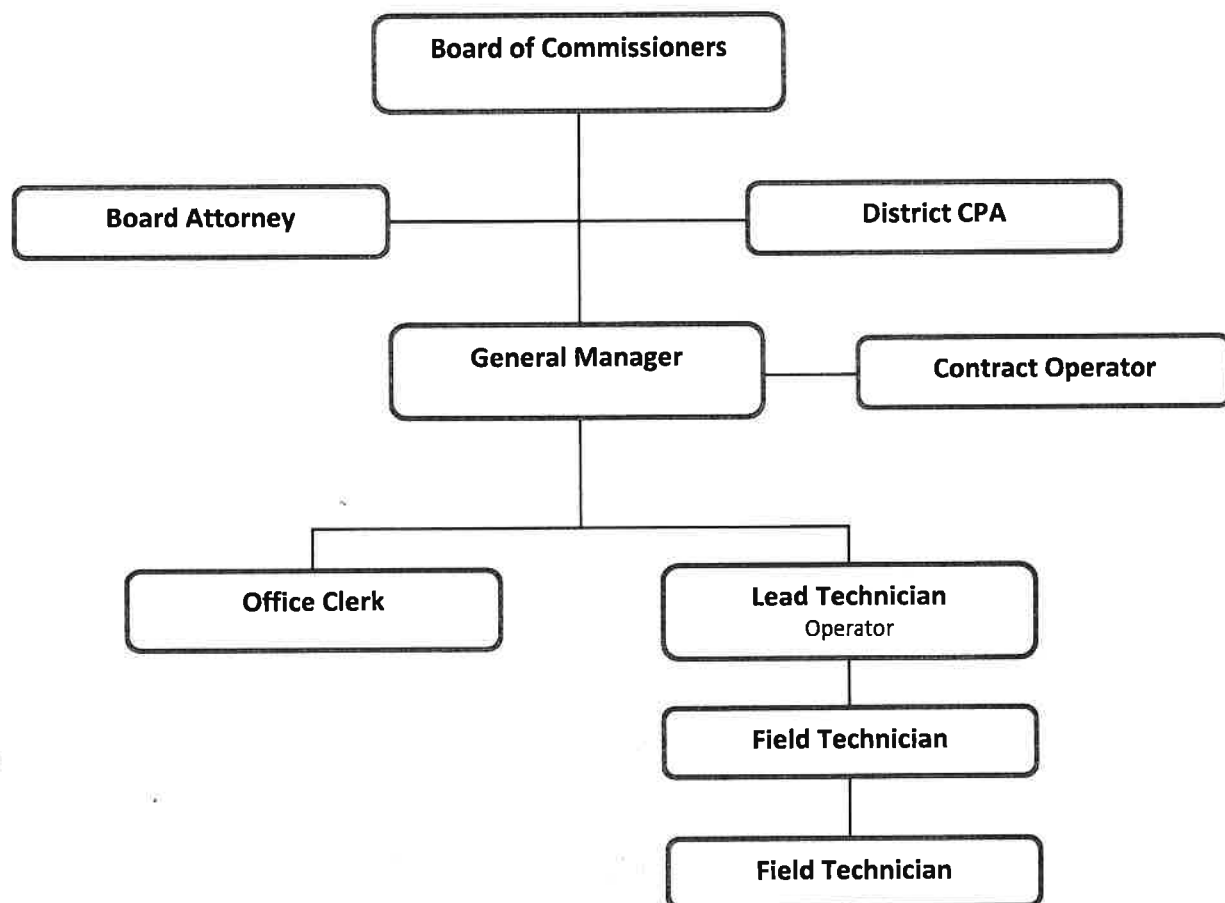 Board of Commissioners
Board Attorney
District CPA
General Manager
Contract Operator
Office Clerk
Lead Technician
Operator
Field Technician
Field Technician